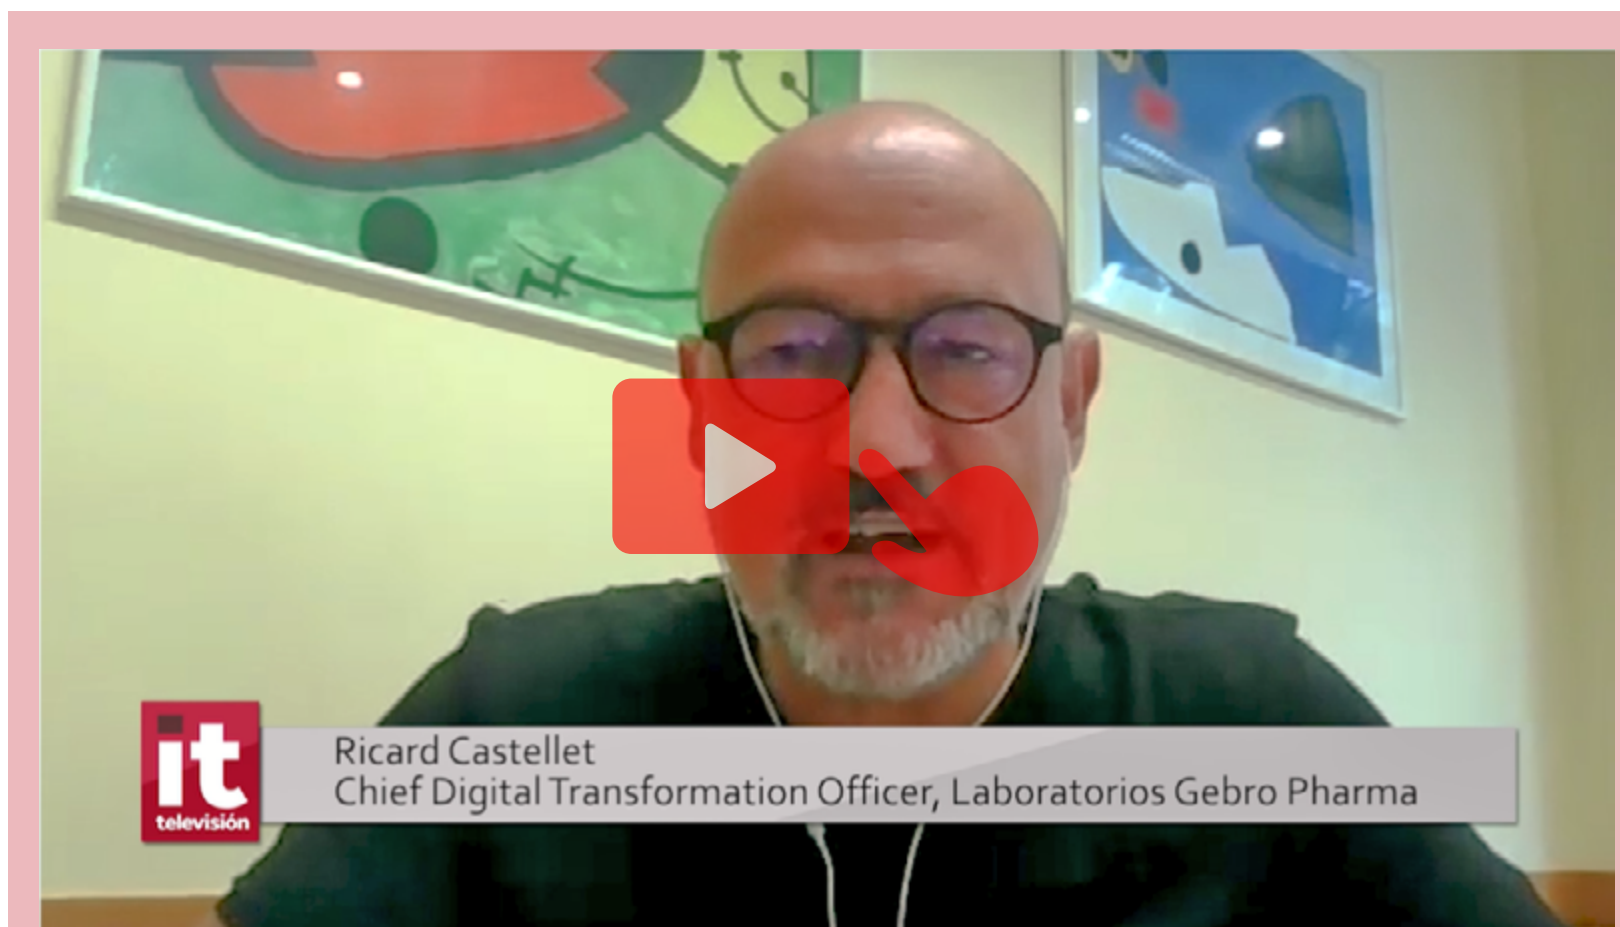 Ricard Castellet
Chief Digital Transformation Officer, Laboratorios Gebro Pharma
it
televisión